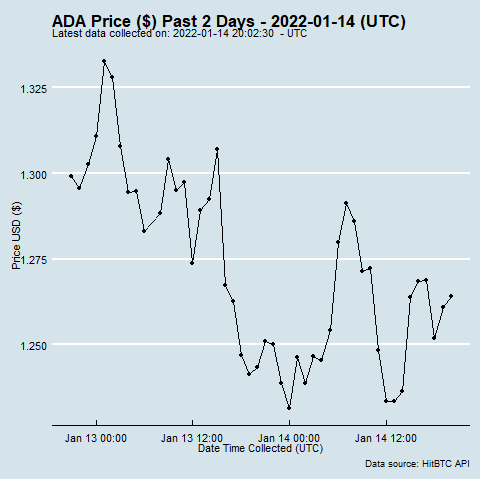 ADA Price ($) Past 2 Days - 2022-01-14 (UTC)
Latest data collected on: 2022-01-14 20:02:30 - UTC
1.325
1.300
1.275
1.250
Price USD ($)
Jan 13 00:00 Jan 13 12:00 Jan 14 00:00 Jan 14 12:00
Date Time Collected (UTC)
Data source: HitBTC API